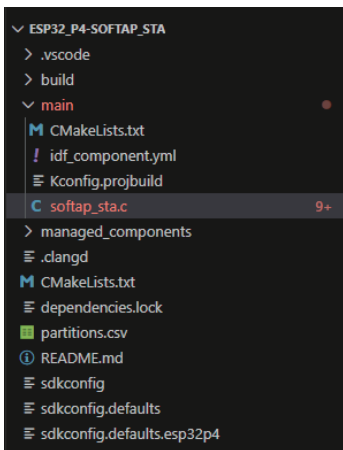 ESP32_P4-SOFTAP_STA
.vscode
build
main
CMakeLists.txt
idf_component.yml
Kconfig.projbuild
softap_sta.c 9+
managed_components
.clangd
CMakeLists.txt
dependencies.lock
partitions.csv
README.md
sdkconfig
sdkconfig.defaults
sdkconfig.defaults.esp32p4